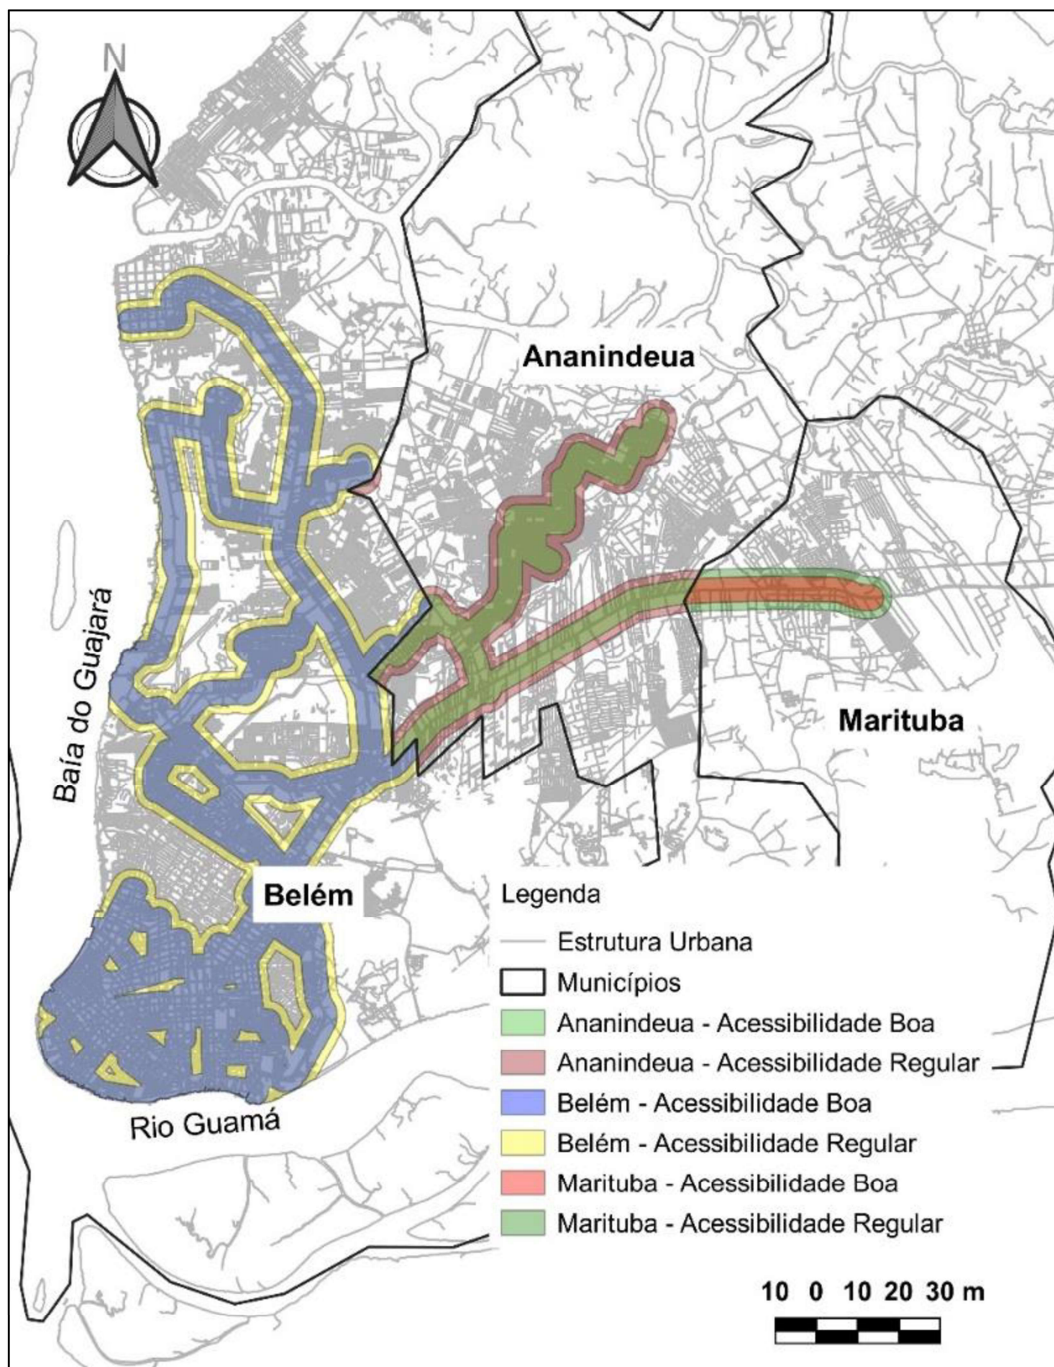 N
Ananindeua
Marituba
Baía do Guajará
Belém
Rio Guamá
Legenda
Estrutura Urbana
Municípios
Ananindeua - Acessibilidade Boa
Ananindeua - Acessibilidade Regular
Belém - Acessibilidade Boa
Belém - Acessibilidade Regular
Marituba - Acessibilidade Boa
Marituba - Acessibilidade Regular
10 0 10 20 30 m